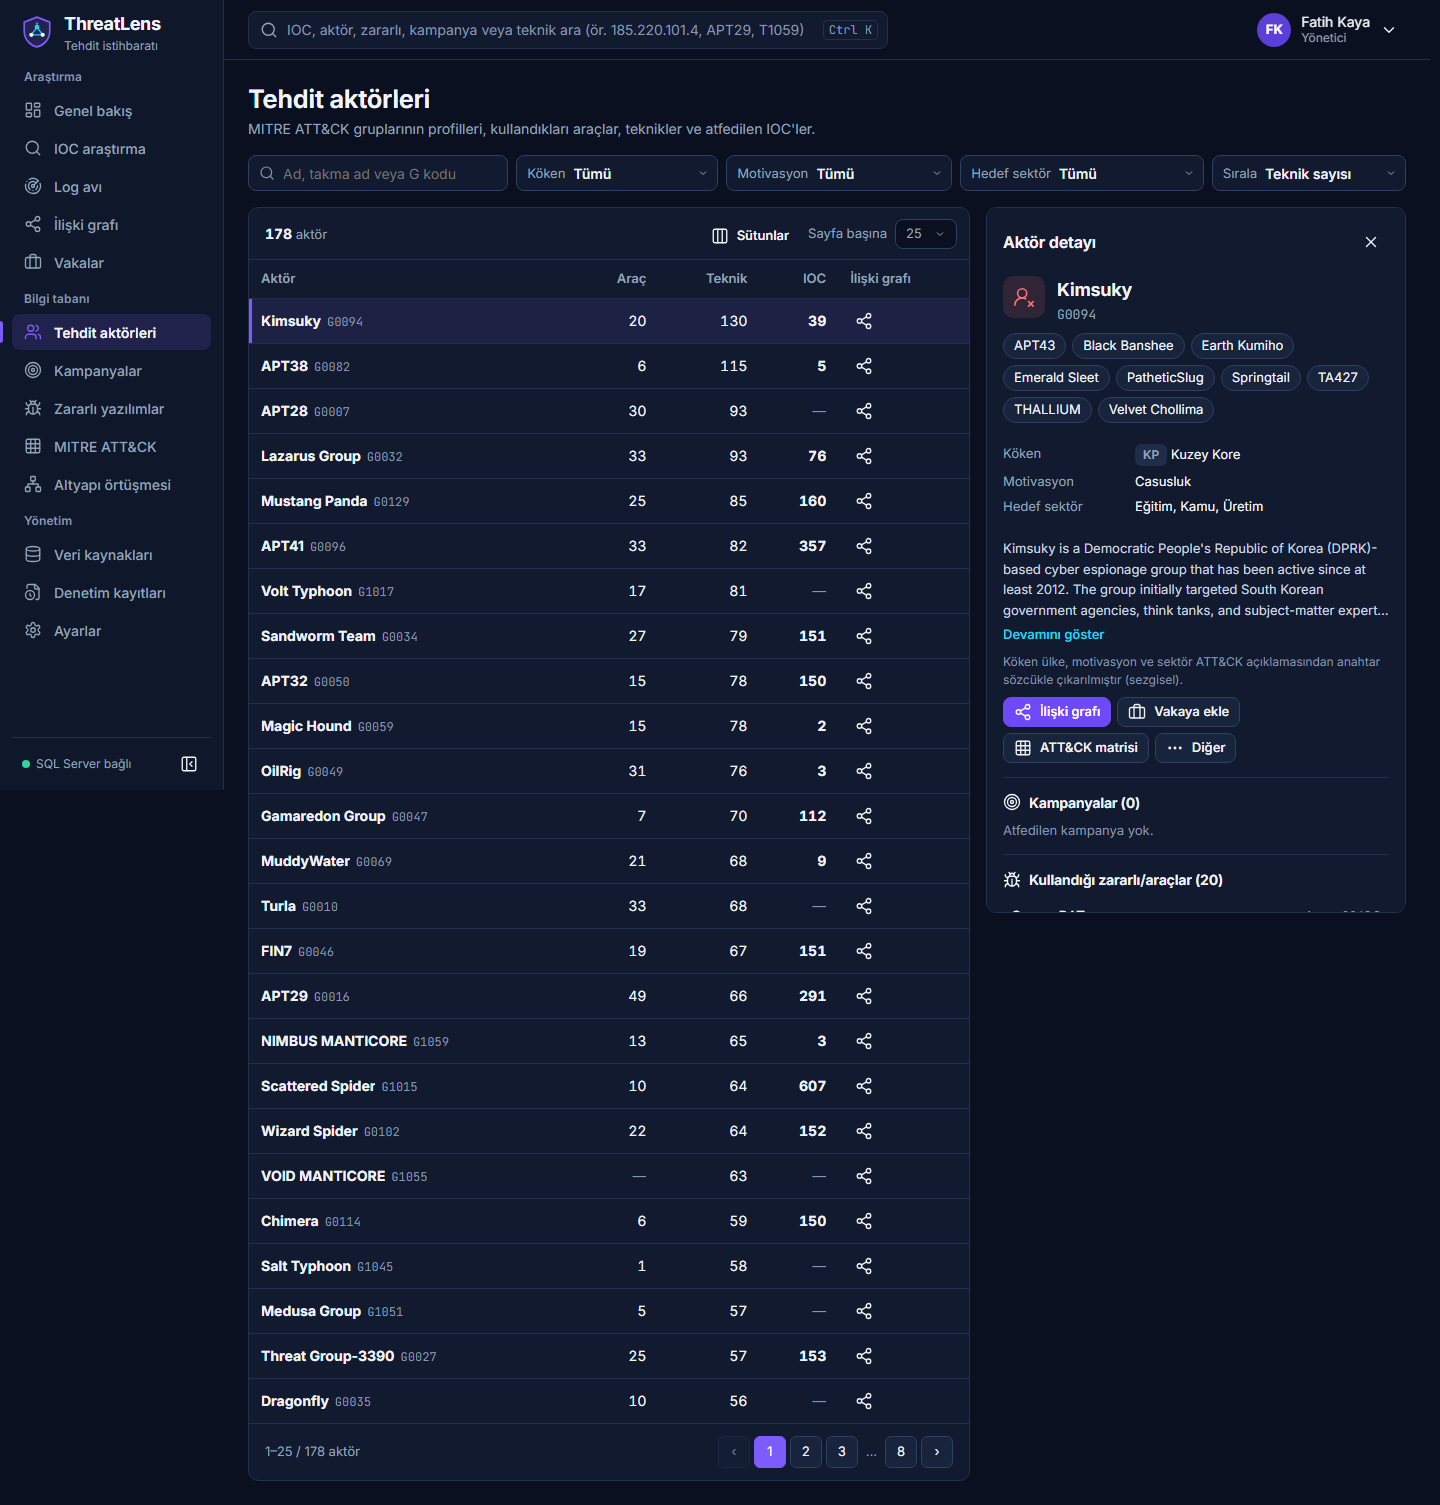 ThreatLens
Tehdit istihbaratı
IOC, aktör, zararlı, kampanya veya teknik ara (ör. 185.220.101.4, APT29, T1059) Ctrl K
FK Fatih Kaya
Yönetici
Araştırma
Genel bakış
IOC araştırma
Log avı
İlişki grafı
Vakalar
Bilgi tabanı
Tehdit aktörleri
Kampanyalar
Zararlı yazılımlar
MITRE ATT&CK
Altyapı örtüşmesi
Yönetim
Veri kaynakları
Denetim kayıtları
Ayarlar
SQL Server bağlı
Tehdit aktörleri
MITRE ATT&CK gruplarının profilleri, kullandıkları araçlar, teknikler ve atfedilen IOC'ler.
Ad, takma ad veya G kodu Köken Tümü Motivasyon Tümü Hedef sektör Tümü Sırala Teknik sayısı
178 aktör Sütunlar Sayfa başına 25
Aktör Araç Teknik IOC İlişki grafı
Kimsuky G0094 20 130 39
APT38 G0082 6 115 5
APT28 G0007 30 93 —
Lazarus Group G0032 33 93 76
Mustang Panda G0129 25 85 160
APT41 G0096 33 82 357
Volt Typhoon G1017 17 81 —
Sandworm Team G0034 27 79 151
APT32 G0050 15 78 150
Magic Hound G0059 15 78 2
OilRig G0049 31 76 3
Gamaredon Group G0047 7 70 112
MuddyWater G0069 21 68 9
Turla G0010 33 68 —
FIN7 G0046 19 67 151
APT29 G0016 49 66 291
NIMBUS MANTICORE G1059 13 65 3
Scattered Spider G1015 10 64 607
Wizard Spider G0102 22 64 152
VOID MANTICORE G1055 — 63 —
Chimera G0114 6 59 150
Salt Typhoon G1045 1 58 —
Medusa Group G1051 5 57 —
Threat Group-3390 G0027 25 57 153
Dragonfly G0035 10 56 —
1–25 / 178 aktör ‹ 1 2 3 … 8 ›
Aktör detayı
Kimsuky
G0094
APT43 Black Banshee Earth Kumiho
Emerald Sleet PatheticSlug Springtail TA427
THALLIUM Velvet Chollima
Köken KP Kuzey Kore
Motivasyon Casusluk
Hedef sektör Eğitim, Kamu, Üretim
Kimsuky is a Democratic People's Republic of Korea (DPRK)-
based cyber espionage group that has been active since at
least 2012. The group initially targeted South Korean
government agencies, think tanks, and subject-matter expert...
Devamını göster
Köken ülke, motivasyon ve sektör ATT&CK açıklamasından anahtar
sözcükle çıkarılmıştır (sezgisel).
İlişki grafı Vakaya ekle
ATT&CK matrisi Diğer
Kampanyalar (0)
Atfedilen kampanya yok.
Kullandığı zararlı/araçlar (20)